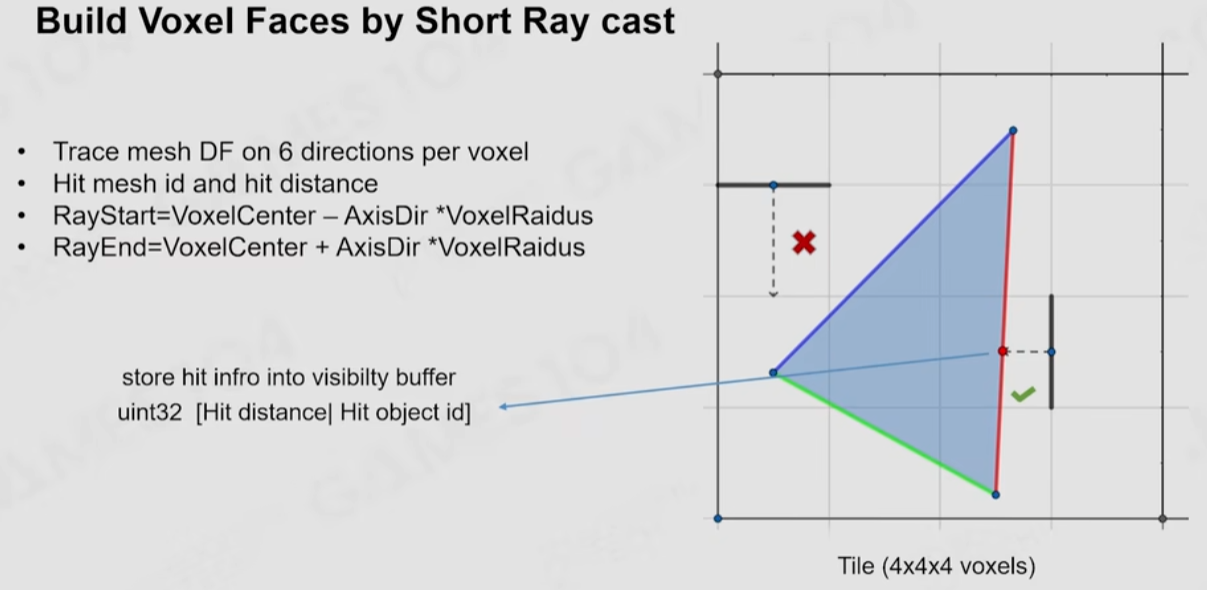 Build Voxel Faces by Short Ray cast
• Trace mesh DF on 6 directions per voxel
• Hit mesh id and hit distance
• RayStart=VoxelCenter – AxisDir *VoxelRaidus
• RayEnd=VoxelCenter + AxisDir *VoxelRaidus
store hit infro into visibilty buffer
uint32 [Hit distance| Hit object id]
Tile (4x4x4 voxels)
GAMES104